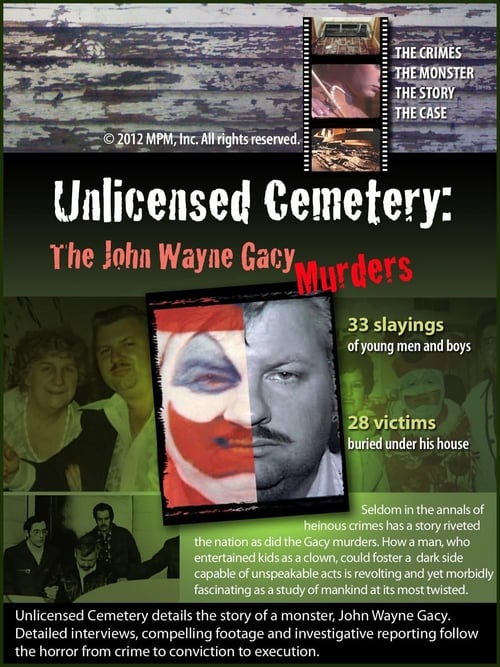 THE CRIMES
THE MONSTER
THE STORY
THE CASE
© 2012 MPM, Inc. All rights reserved.
Unlicensed Cemetery:
The John Wayne Gacy
Murders
33 slayings
of young men and boys
28 victims
buried under his house
Seldom in the annals of
heinous crimes has a story riveted
the nation as did the Gacy murders. How a man, who
entertained kids as a clown, could foster a dark side
capable of unspeakable acts is revolting and yet morbidly
fascinating as a study of mankind at its most twisted.
Unlicensed Cemetery details the story of a monster, John Wayne Gacy.
Detailed interviews, compelling footage and investigative reporting follow
the horror from crime to conviction to execution.